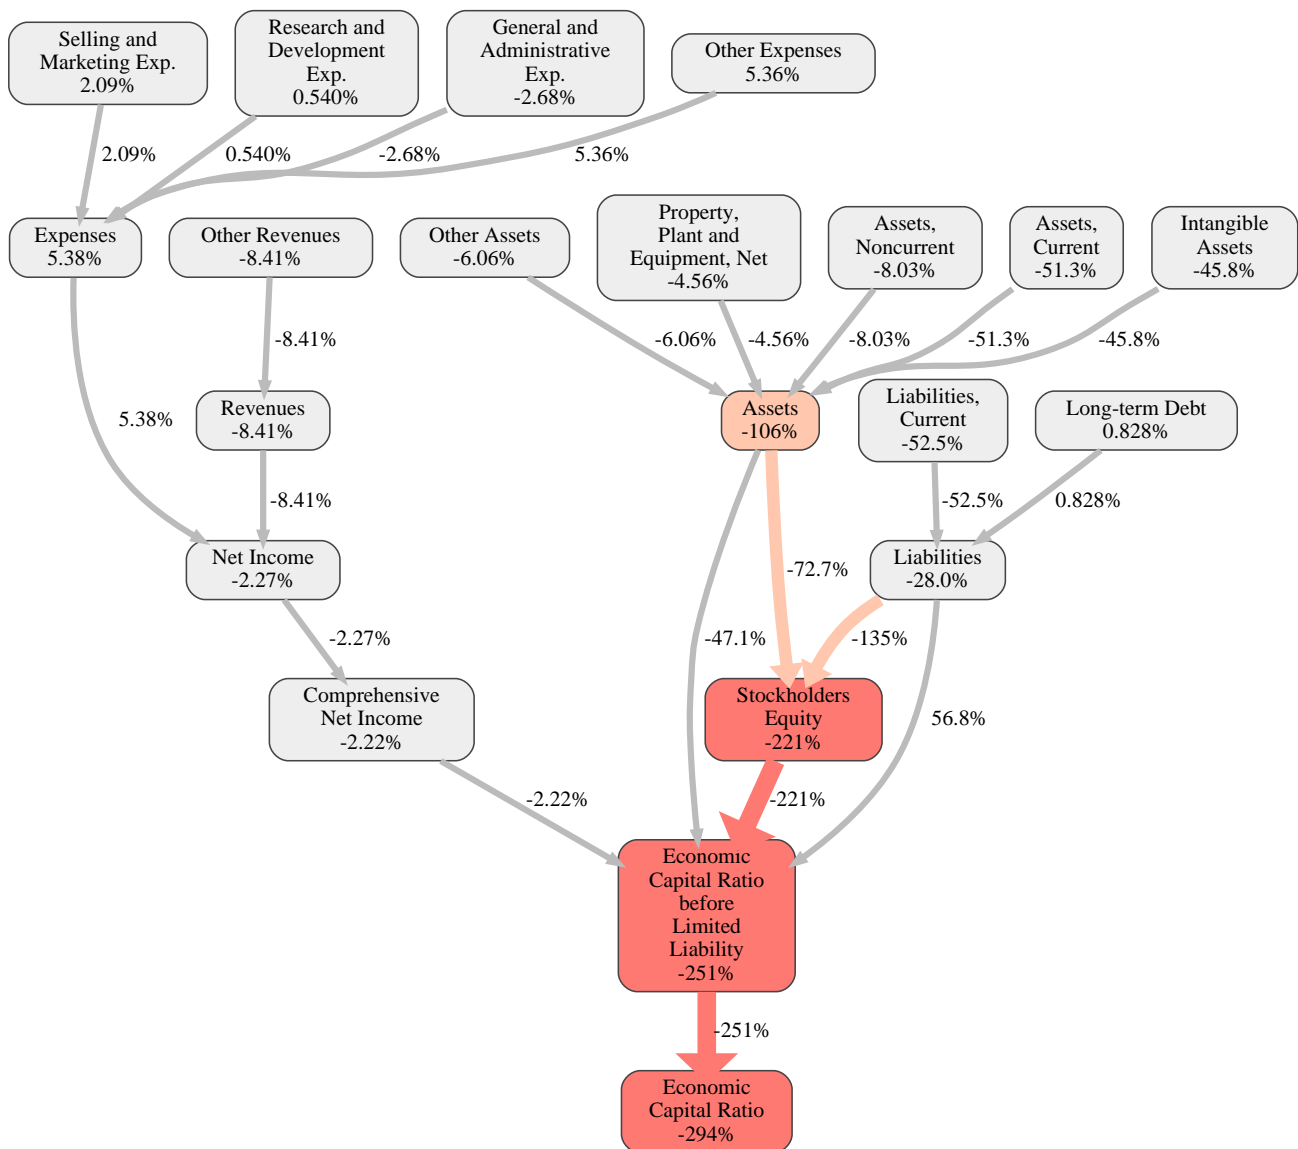 Selling and
Marketing Exp.
2.09%
Research and
Development
Exp.
0.540%
General and
Administrative
Exp.
-2.68%
Other Expenses
5.36%
2.09%
0.540%
-2.68%
5.36%
Expenses
5.38%
Other Revenues
-8.41%
Other Assets
-6.06%
Property,
Plant and
Equipment, Net
-4.56%
Assets,
Noncurrent
-8.03%
Assets,
Current
-51.3%
Intangible
Assets
-45.8%
-8.41%
-6.06%
-4.56%
-8.03%
-51.3%
-45.8%
5.38%
Revenues
-8.41%
Assets
-106%
Liabilities,
Current
-52.5%
Long-term Debt
0.828%
-8.41%
-52.5%
0.828%
Net Income
-2.27%
-72.7%
Liabilities
-28.0%
-2.27%
-47.1%
-135%
Comprehensive
Net Income
-2.22%
Stockholders
Equity
-221%
56.8%
-2.22%
-221%
Economic
Capital Ratio
before
Limited
Liability
-251%
-251%
Economic
Capital Ratio
-294%